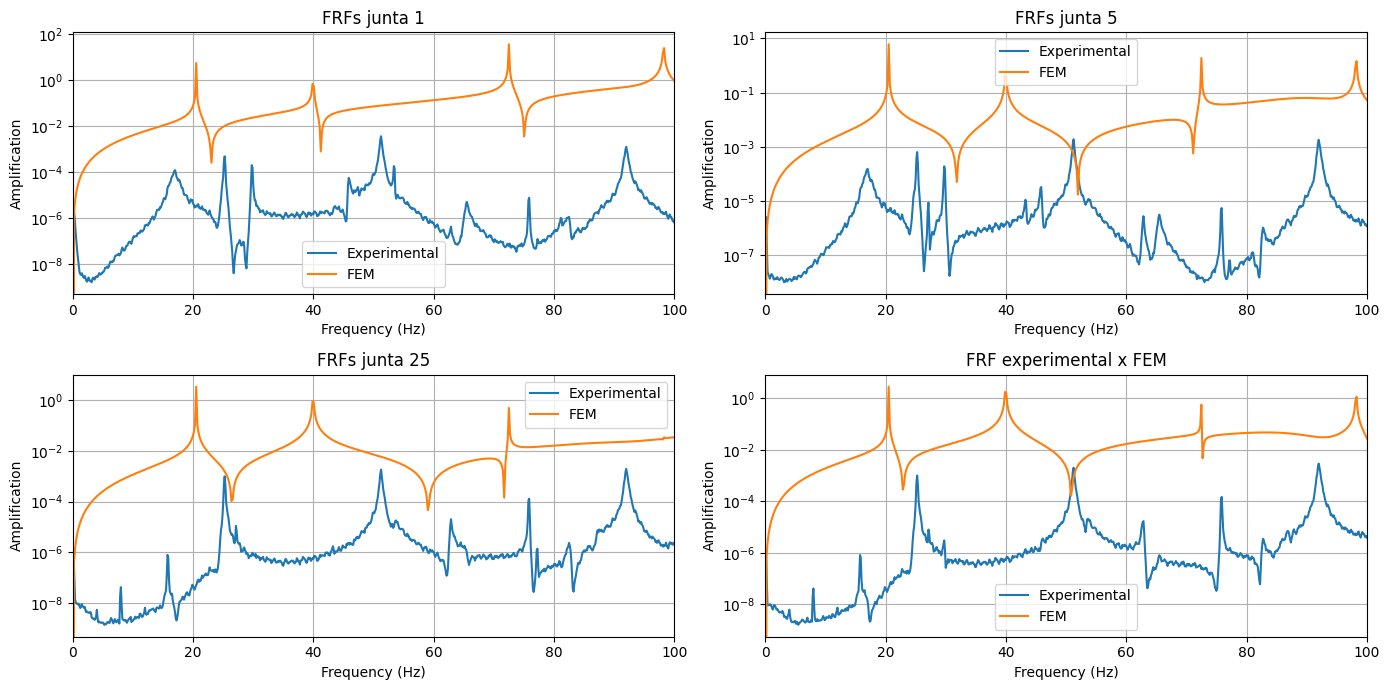 FRFs junta 1
Amplification
10^2
10^0
10^-2
10^-4
10^-6
10^-8
Experimental
FEM
0 20 40 60 80 100
Frequency (Hz)
FRFs junta 5
Amplification
10^1
10^-1
10^-3
10^-5
10^-7
Experimental
FEM
0 20 40 60 80 100
Frequency (Hz)
FRFs junta 25
Amplification
10^0
10^-2
10^-4
10^-6
10^-8
Experimental
FEM
0 20 40 60 80 100
Frequency (Hz)
FRF experimental x FEM
Amplification
10^0
10^-2
10^-4
10^-6
10^-8
Experimental
FEM
0 20 40 60 80 100
Frequency (Hz)